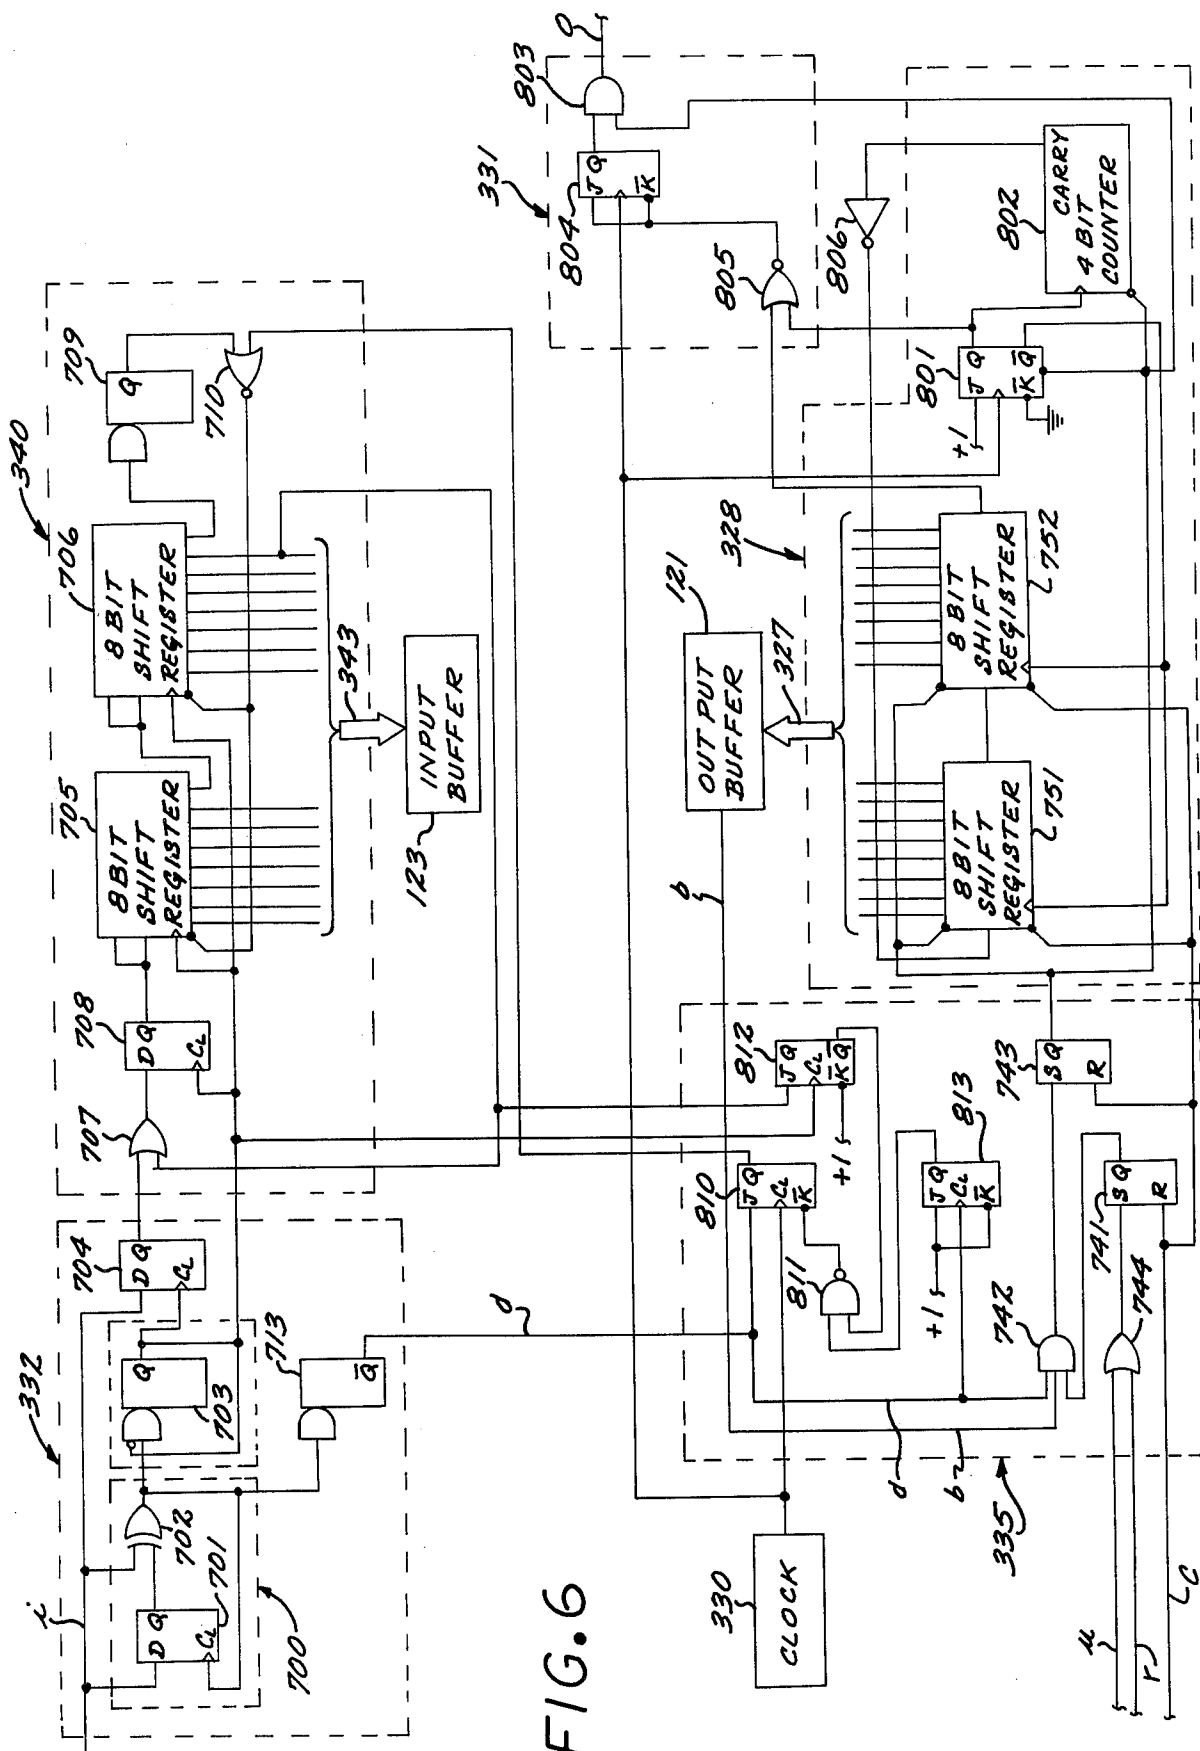 FIG.6
i
332
700
D Q
CL
701
702
Q
703
713
Q̅
704
D Q
CL
d
340
707
708
D Q
CL
705
8 BIT
SHIFT
REGISTER
706
8 BIT
SHIFT
REGISTER
709
Q
710
343
123
INPUT
BUFFER
330
CLOCK
335
d
b
810
J Q
CL
K̅
811
812
J Q
CL
K̅ Q̅
+1
813
J Q
CL
K̅
+1
742
743
S Q
R
741
S Q
R
744
u
r
C
b
121
OUTPUT
BUFFER
327
328
8 BIT
SHIFT
REGISTER
751
8 BIT
SHIFT
REGISTER
752
+1
801
J Q
K̅ Q̅
802
CARRY
4 BIT
COUNTER
806
805
331
804
J Q
K̅
803
O